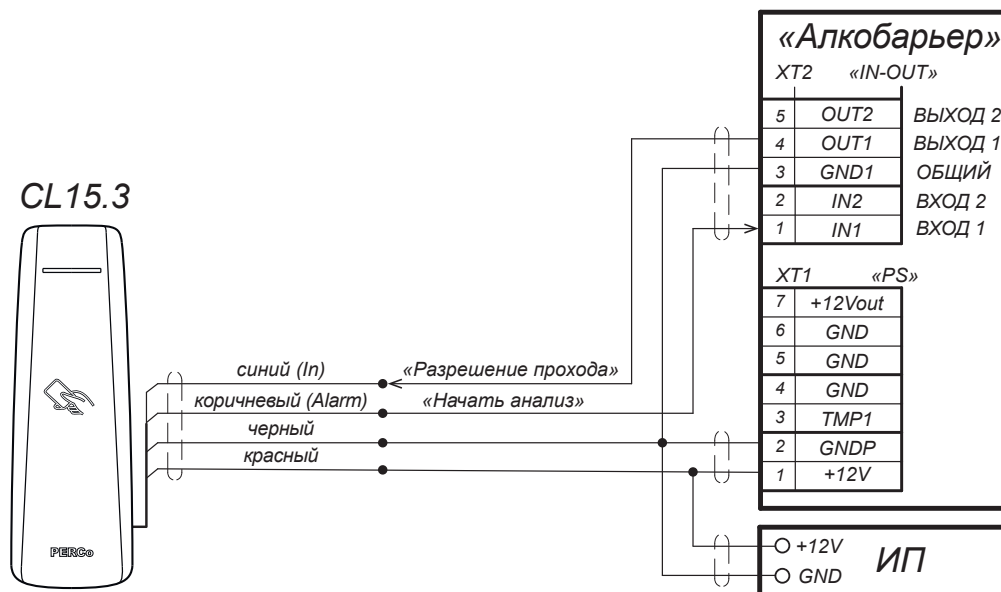 «Алкобарьер»
XT2 «IN-OUT»
5 OUT2 ВЫХОД 2
4 OUT1 ВЫХОД 1
3 GND1 ОБЩИЙ
2 IN2 ВХОД 2
1 IN1 ВХОД 1
CL15.3
XT1 «PS»
7 +12Vout
6 GND
5 GND
4 GND
3 TMP1
2 GNDP
1 +12V
синий (In) «Разрешение прохода»
коричневый (Alarm) «Начать анализ»
черный
красный
PERCo
+12V
GND
ИП